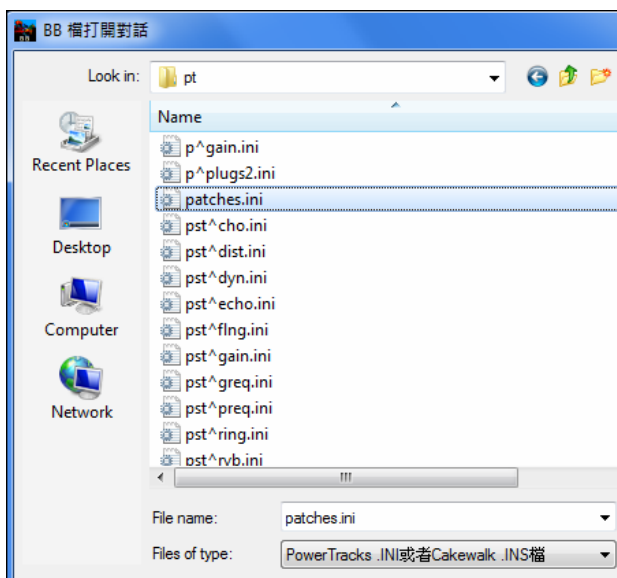 BB 檔打開對話
Look in: pt
Name
Recent Places
Desktop
Computer
Network
p^gain.ini
p^plugs2.ini
patches.ini
pst^cho.ini
pst^dist.ini
pst^dyn.ini
pst^echo.ini
pst^flng.ini
pst^gain.ini
pst^greq.ini
pst^preq.ini
pst^ring.ini
pst^rvb.ini
File name: patches.ini
Files of type: PowerTracks .INI或者Cakewalk .INS檔